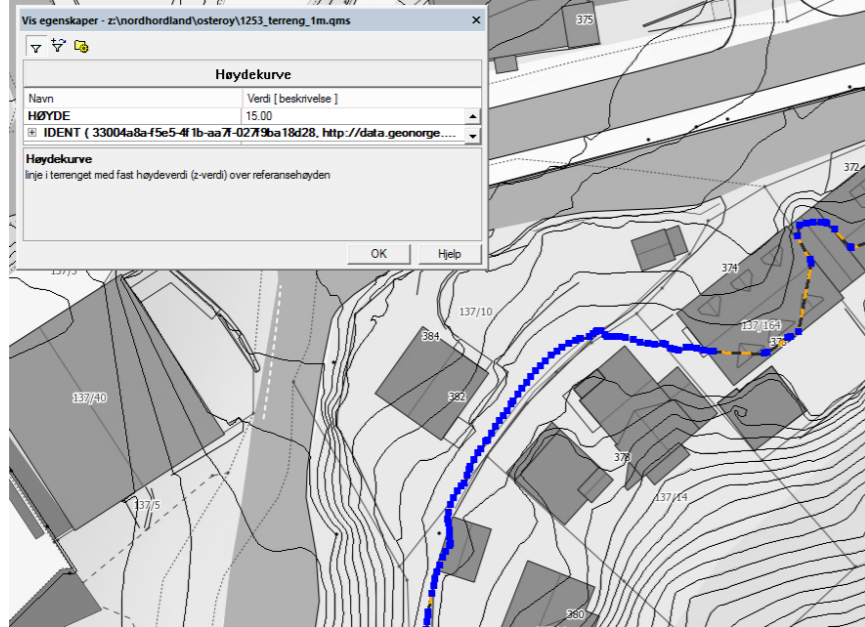 Vis egenskaper - z:\nordhordland\osteroy\1253_terreng_1m.qms
Høydekurve
Navn
Verdi [ beskrivelse ]
HØYDE
15.00
IDENT ( 33004a8a-f5e5-4f1b-aa7f-027f9ba18d28, http://data.geonorge....
Høydekurve
linje i terrenget med fast høydeverdi (z-verdi) over referansehøyden
OK
Hjelp
375
372
374
137/10
137/164
384
382
137/40
378
137/14
137/5
380